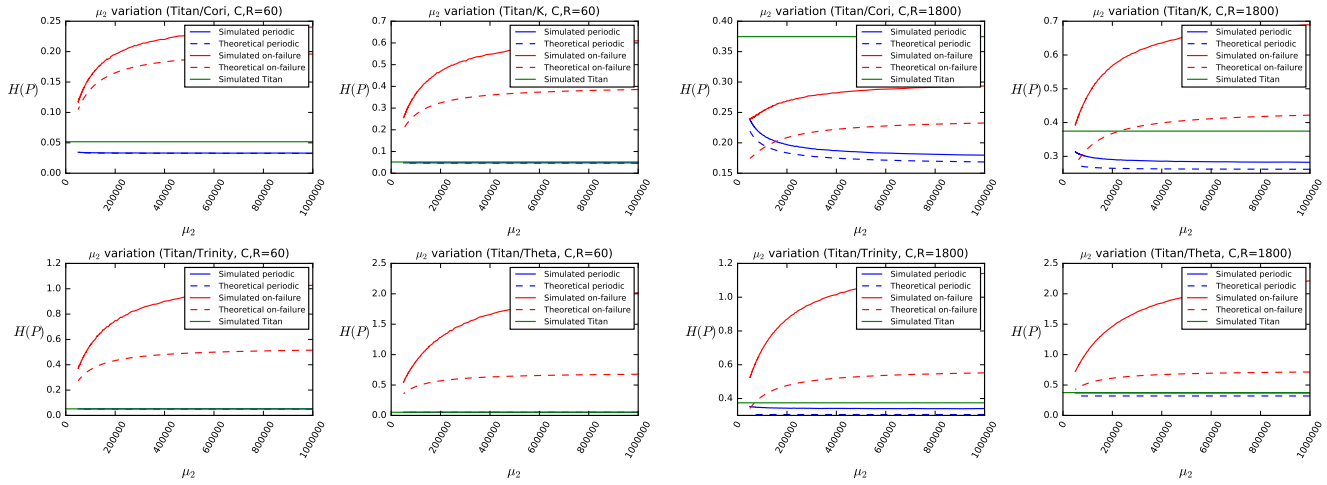 μ₂ variation (Titan/Cori, C,R=60)
0.25
0.20
0.15
0.10
0.05
0.00
H(P)
Simulated periodic
Theoretical periodic
Simulated on-failure
Theoretical on-failure
Simulated Titan
0
200000
400000
600000
800000
1000000
μ₂
μ₂ variation (Titan/K, C,R=60)
0.7
0.6
0.5
0.4
0.3
0.2
0.1
0.0
H(P)
Simulated periodic
Theoretical periodic
Simulated on-failure
Theoretical on-failure
Simulated Titan
0
200000
400000
600000
800000
1000000
μ₂
μ₂ variation (Titan/Cori, C,R=1800)
0.40
0.35
0.30
0.25
0.20
0.15
H(P)
Simulated periodic
Theoretical periodic
Simulated on-failure
Theoretical on-failure
Simulated Titan
0
200000
400000
600000
800000
1000000
μ₂
μ₂ variation (Titan/K, C,R=1800)
0.7
0.6
0.5
0.4
0.3
H(P)
Simulated periodic
Theoretical periodic
Simulated on-failure
Theoretical on-failure
Simulated Titan
0
200000
400000
600000
800000
1000000
μ₂
μ₂ variation (Titan/Trinity, C,R=60)
1.2
1.0
0.8
0.6
0.4
0.2
0.0
H(P)
Simulated periodic
Theoretical periodic
Simulated on-failure
Theoretical on-failure
Simulated Titan
0
200000
400000
600000
800000
1000000
μ₂
μ₂ variation (Titan/Theta, C,R=60)
2.5
2.0
1.5
1.0
0.5
0.0
H(P)
Simulated periodic
Theoretical periodic
Simulated on-failure
Theoretical on-failure
Simulated Titan
0
200000
400000
600000
800000
1000000
μ₂
μ₂ variation (Titan/Trinity, C,R=1800)
1.2
1.0
0.8
0.6
0.4
H(P)
Simulated periodic
Theoretical periodic
Simulated on-failure
Theoretical on-failure
Simulated Titan
0
200000
400000
600000
800000
1000000
μ₂
μ₂ variation (Titan/Theta, C,R=1800)
2.5
2.0
1.5
1.0
0.5
0.0
H(P)
Simulated periodic
Theoretical periodic
Simulated on-failure
Theoretical on-failure
Simulated Titan
0
200000
400000
600000
800000
1000000
μ₂